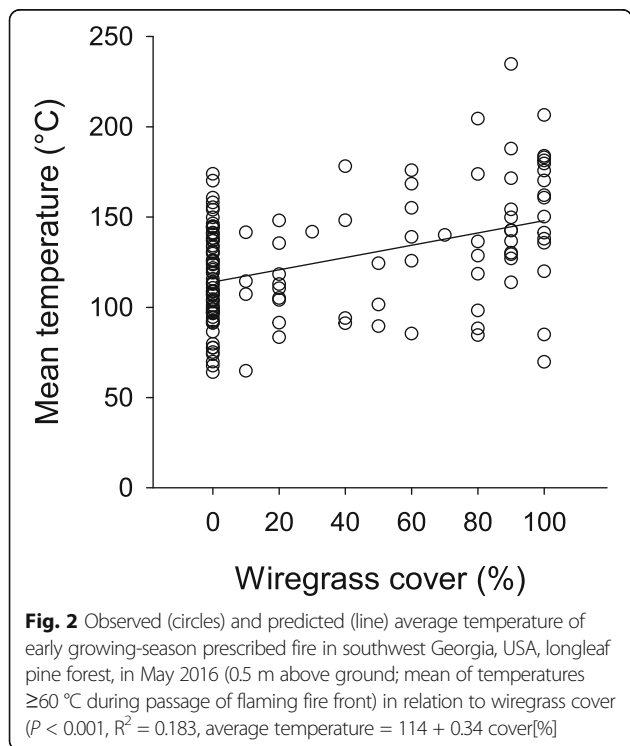 250
200
150
100
50
0
Mean temperature (°C)
0 20 40 60 80 100
Wiregrass cover (%)
Fig. 2 Observed (circles) and predicted (line) average temperature of
early growing-season prescribed fire in southwest Georgia, USA, longleaf
pine forest, in May 2016 (0.5 m above ground; mean of temperatures
≥60 °C during passage of flaming fire front) in relation to wiregrass cover
(P < 0.001, R² = 0.183, average temperature = 114 + 0.34 cover[%]